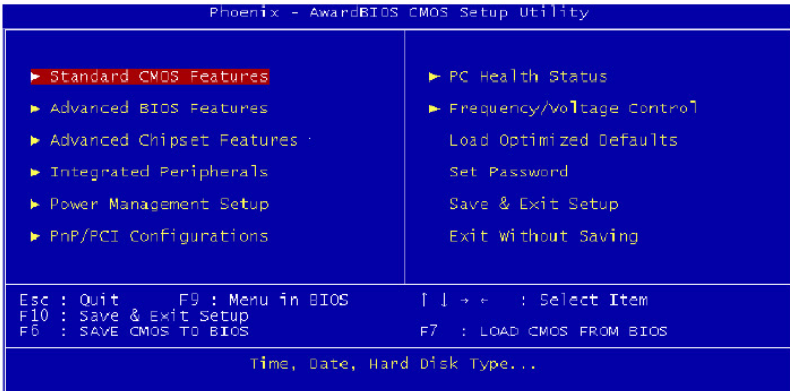 Phoenix - AwardBIOS CMOS Setup Utility
► Standard CMOS Features
► Advanced BIOS Features
► Advanced Chipset Features
► Integrated Peripherals
► Power Management Setup
► PnP/PCI Configurations
► PC Health Status
► Frequency/Voltage Control
Load Optimized Defaults
Set Password
Save & Exit Setup
Exit Without Saving
Esc : Quit F9 : Menu in BIOS ↑ ↓ → ← : Select Item
F10 : Save & Exit Setup
F6 : SAVE CMOS TO BIOS F7 : LOAD CMOS FROM BIOS
Time, Date, Hard Disk Type...